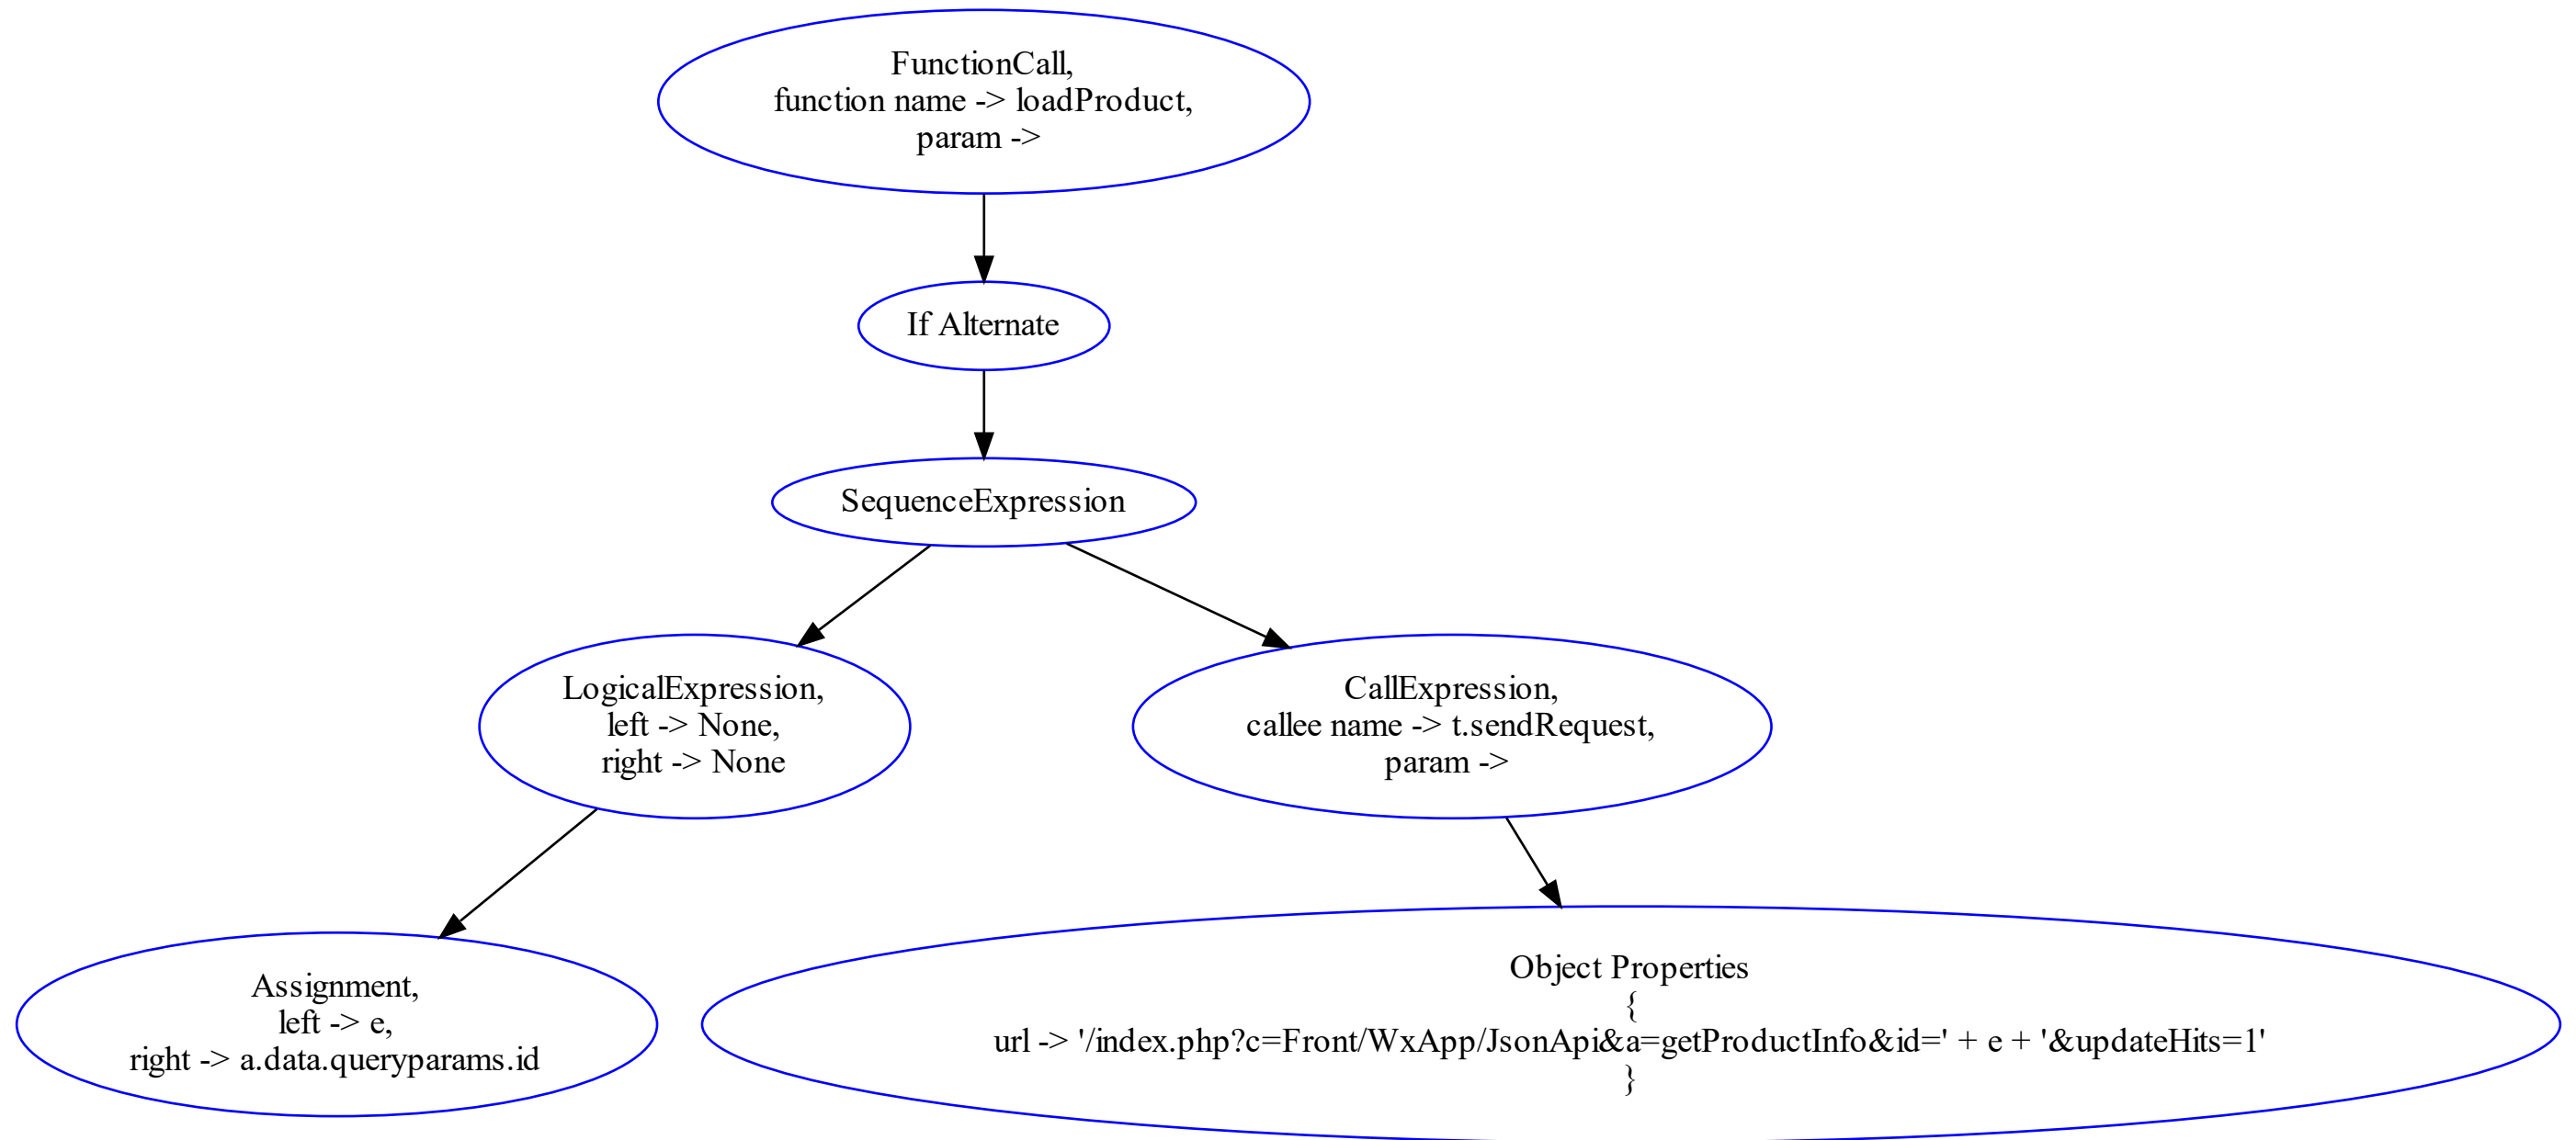 FunctionCall,
function name -> loadProduct,
param ->
If Alternate
SequenceExpression
LogicalExpression,
left -> None,
right -> None
CallExpression,
callee name -> t.sendRequest,
param ->
Assignment,
left -> e,
right -> a.data.queryparams.id
Object Properties
{
url -> '/index.php?c=Front/WxApp/JsonApi&a=getProductInfo&id=' + e + '&updateHits=1'
}